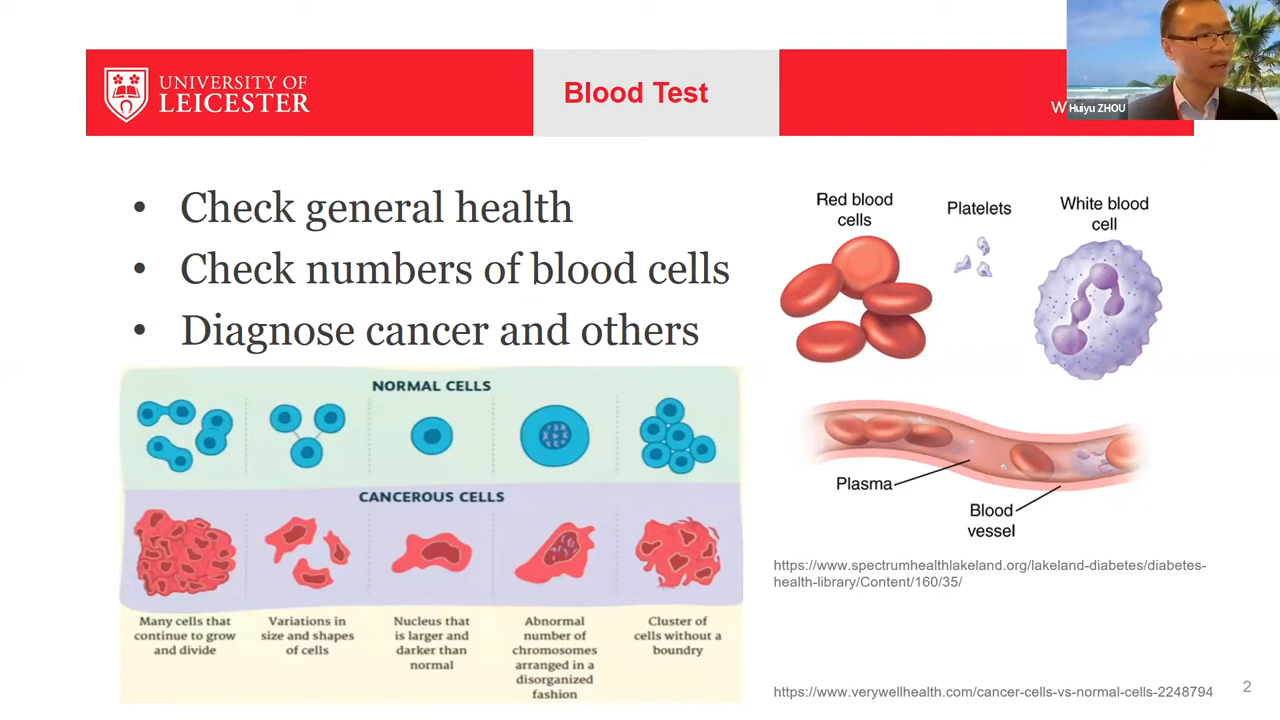 UNIVERSITY OF
LEICESTER
Blood Test
W
Huiyu ZHOU
• Check general health
• Check numbers of blood cells
• Diagnose cancer and others
Red blood
cells
Platelets
White blood
cell
Plasma
Blood
vessel
NORMAL CELLS
CANCEROUS CELLS
Many cells that
continue to grow
and divide
Variations in
size and shapes
of cells
Nucleus that
is larger and
darker than
normal
Abnormal
number of
chromosomes
arranged in a
disorganized
fashion
Cluster of
cells without a
boundry
https://www.spectrumhealthlakeland.org/lakeland-diabetes/diabetes-
health-library/Content/160/35/
https://www.verywellhealth.com/cancer-cells-vs-normal-cells-2248794
2